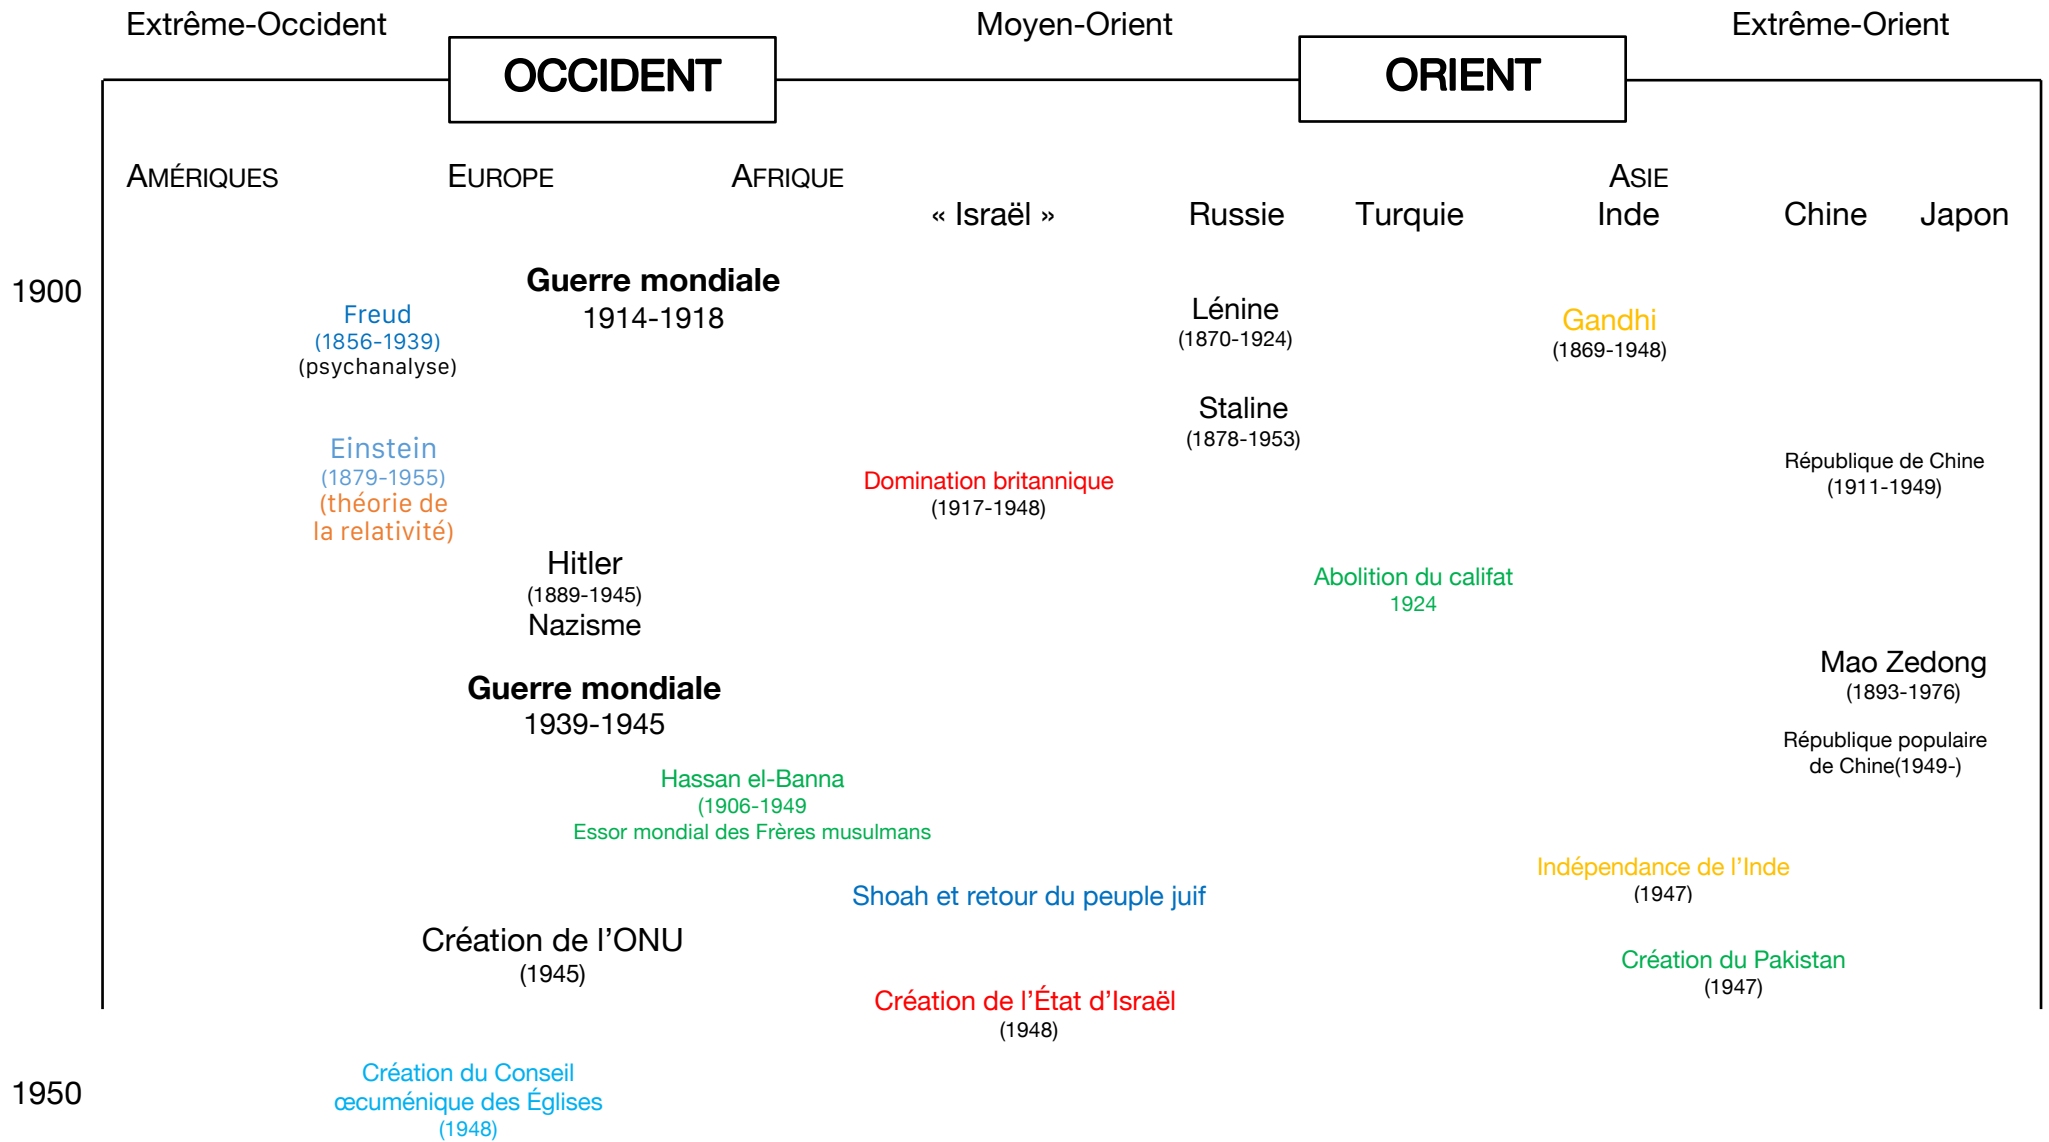 Extrême-Occident Moyen-Orient Extrême-Orient
OCCIDENT ORIENT
AMÉRIQUES EUROPE AFRIQUE ASIE
« Israël » Russie Turquie Inde Chine Japon
1900
Guerre mondiale
1914-1918
Freud
(1856-1939)
(psychanalyse)
Lénine
(1870-1924)
Gandhi
(1869-1948)
Staline
(1878-1953)
Einstein
(1879-1955)
(théorie de
la relativité)
Domination britannique
(1917-1948)
République de Chine
(1911-1949)
Hitler
(1889-1945)
Nazisme
Abolition du califat
1924
Guerre mondiale
1939-1945
Mao Zedong
(1893-1976)
République populaire
de Chine(1949-)
Hassan el-Banna
(1906-1949
Essor mondial des Frères musulmans
Indépendance de l’Inde
(1947)
Shoah et retour du peuple juif
Création de l’ONU
(1945)
Création du Pakistan
(1947)
Création de l’État d’Israël
(1948)
1950
Création du Conseil
œcuménique des Églises
(1948)